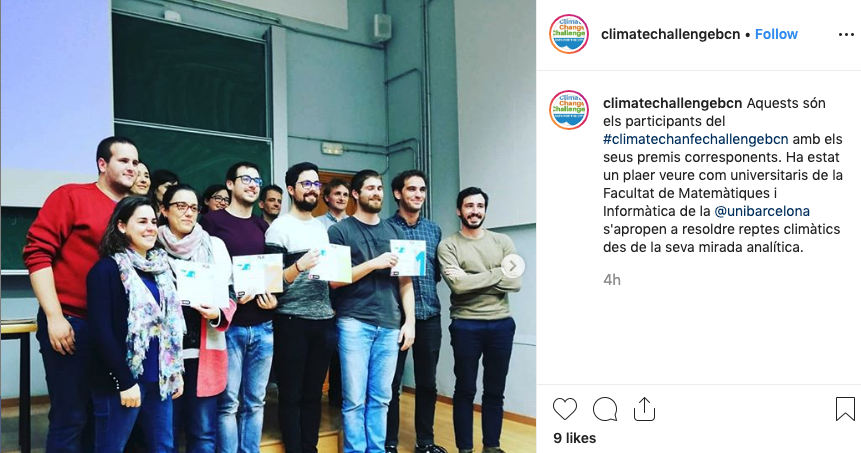 climatechallengebcn • Follow
climatechallengebcn Aquests són
els participants del
#climatechanfechallengebcn amb els
seus premis corresponents. Ha estat
un plaer veure com universitaris de la
Facultat de Matemàtiques i
Informàtica de la @unibarcelona
s'apropen a resoldre reptes climàtics
des de la seva mirada analítica.
4h
9 likes